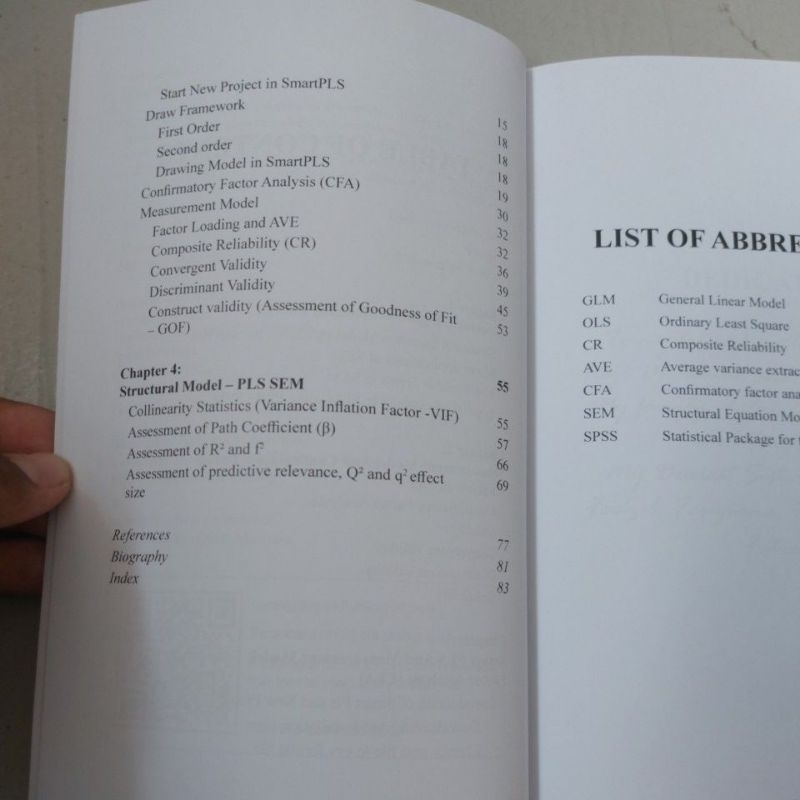 Start New Project in SmartPLS 15
Draw Framework 18
First Order 18
Second order 18
Drawing Model in SmartPLS 19
Confirmatory Factor Analysis (CFA) 30
Measurement Model 32
Factor Loading and AVE 32
Composite Reliability (CR) 36
Convergent Validity 39
Discriminant Validity 45
Construct validity (Assessment of Goodness of Fit
– GOF) 53
Chapter 4:
Structural Model – PLS SEM 55
Collinearity Statistics (Variance Inflation Factor -VIF) 55
Assessment of Path Coefficient (β) 57
Assessment of R² and f² 66
Assessment of predictive relevance, Q² and q² effect
size 69
References 77
Biography 81
Index 83
LIST OF ABBRE
GLM General Linear Model
OLS Ordinary Least Square
CR Composite Reliability
AVE Average variance extrac
CFA Confirmatory factor ana
SEM Structural Equation Mo
SPSS Statistical Package for t